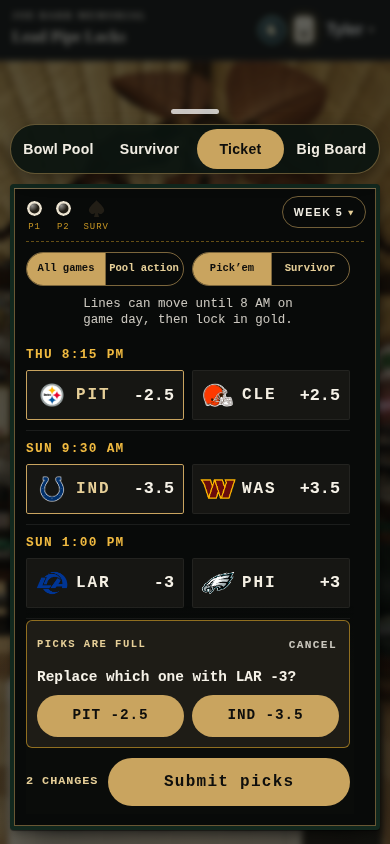 Lead Pipe Locks
Tyler
Bowl Pool Survivor Ticket Big Board
P1 P2 SURV
WEEK 5 ▾
All games Pool action Pick'em Survivor
Lines can move until 8 AM on
game day, then lock in gold.
THU 8:15 PM
PIT -2.5 CLE +2.5
SUN 9:30 AM
IND -3.5 WAS +3.5
SUN 1:00 PM
LAR -3 PHI +3
PICKS ARE FULL CANCEL
Replace which one with LAR -3?
PIT -2.5 IND -3.5
2 CHANGES Submit picks